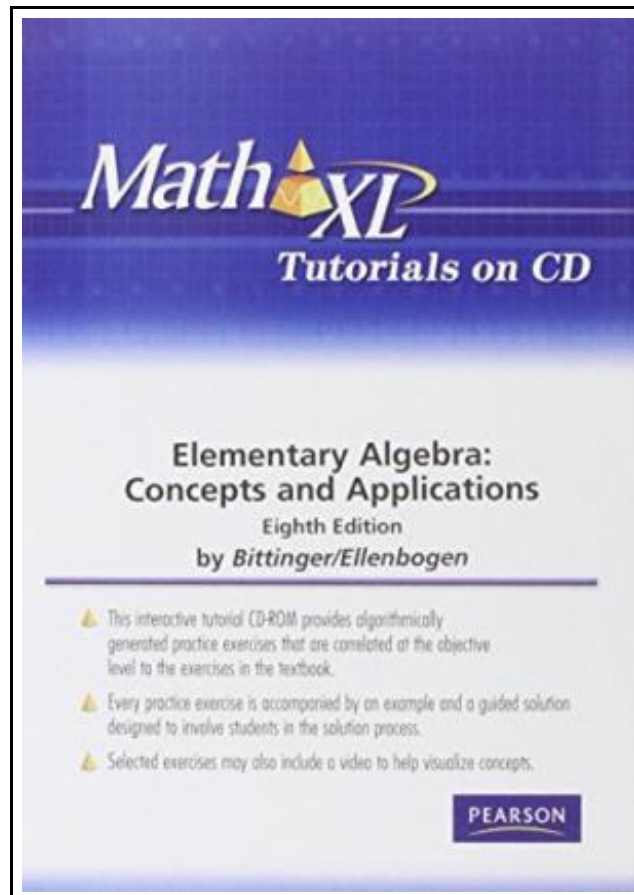 Math XL
Tutorials on CD
Elementary Algebra:
Concepts and Applications
Eighth Edition
by Bittinger/Ellenbogen
This interactive tutorial CD-ROM provides algorithmically
generated practice exercises that are correlated at the objective
level to the exercises in the textbook.
Every practice exercise is accompanied by an example and a guided solution
designed to involve students in the solution process.
Selected exercises may also include a video to help visualize concepts.
PEARSON